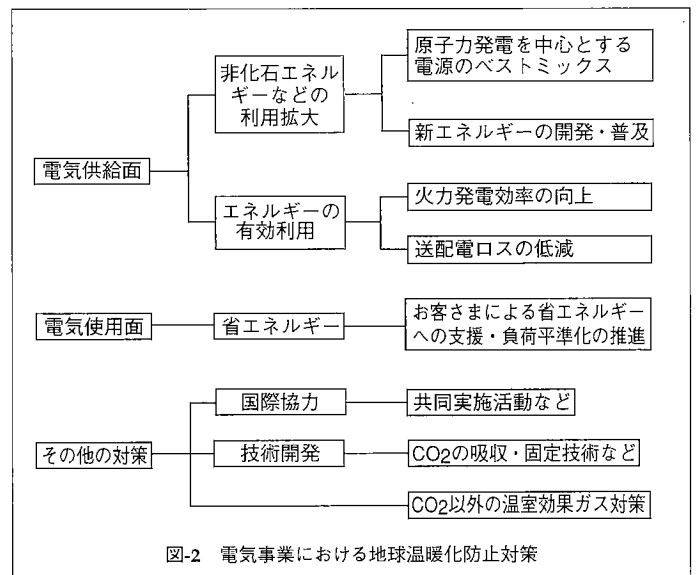 原子力発電を中心とする
電源のベストミックス
非化石エネル
ギーなどの
利用拡大
新エネルギーの開発・普及
電気供給面
エネルギーの
有効利用
火力発電効率の向上
送配電ロスの低減
電気使用面
省エネルギー
お客さまによる省エネルギー
への支援・負荷平準化の推進
国際協力
共同実施活動など
その他の対策
技術開発
CO2の吸収・固定技術など
CO2以外の温室効果ガス対策
図-2 電気事業における地球温暖化防止対策